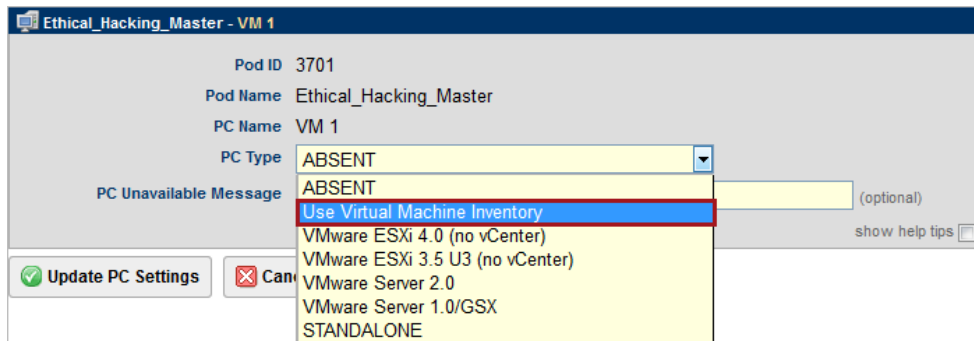 Ethical_Hacking_Master - VM 1
Pod ID 3701
Pod Name Ethical_Hacking_Master
PC Name VM 1
PC Type ABSENT
PC Unavailable Message (optional)
ABSENT
Use Virtual Machine Inventory
VMware ESXi 4.0 (no vCenter)
VMware ESXi 3.5 U3 (no vCenter)
VMware Server 2.0
VMware Server 1.0/GSX
STANDALONE
show help tips
Update PC Settings
Can